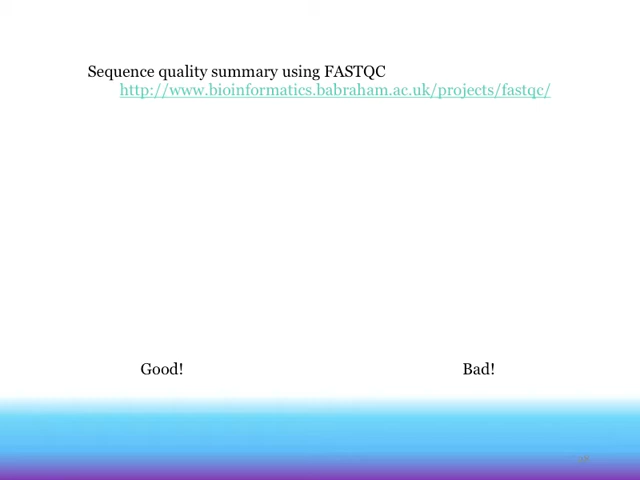 Sequence quality summary using FASTQC
http://www.bioinformatics.babraham.ac.uk/projects/fastqc/
Good!
Bad!